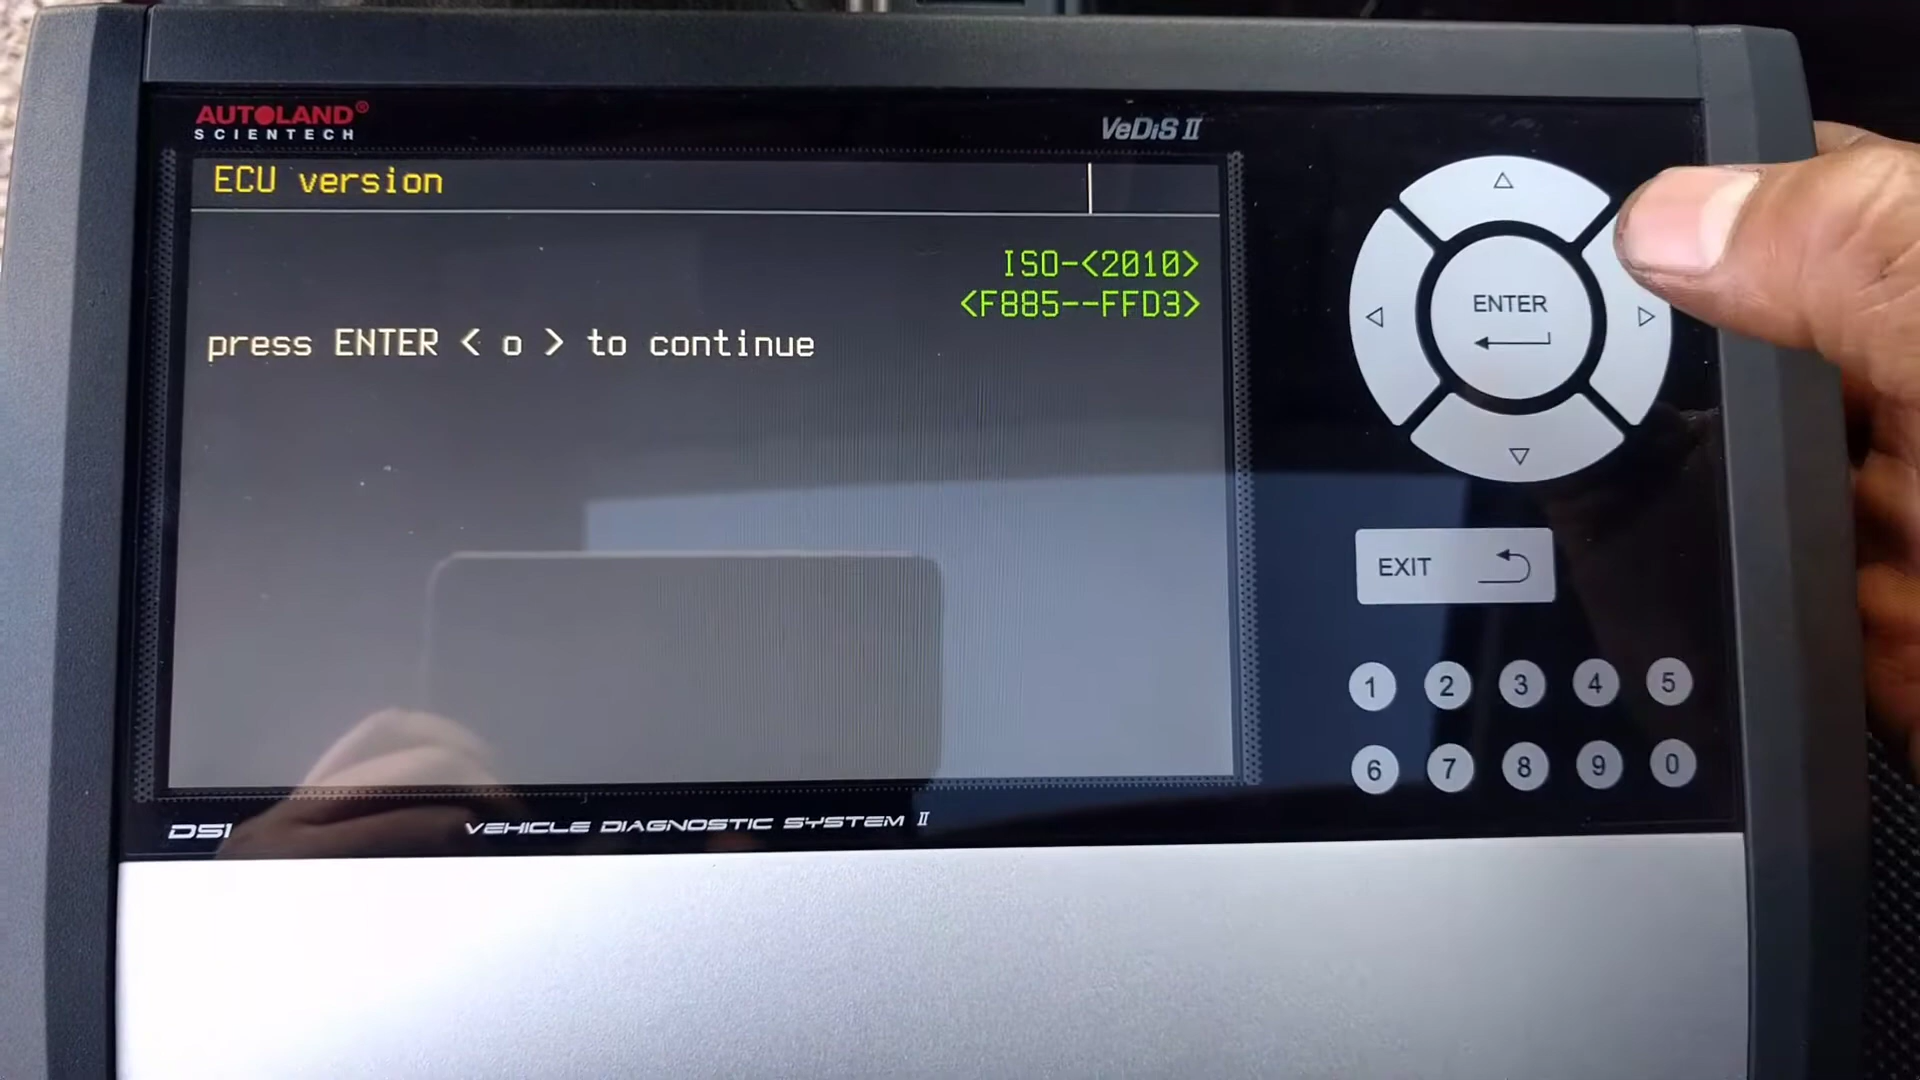 AUTOLAND®
SCIENTECH
VeDiS II
ECU version
ISO-<2010>
<F885--FFD3>
press ENTER < o > to continue
ENTER
EXIT
1 2 3 4 5
6 7 8 9 0
DS1 VEHICLE DIAGNOSTIC SYSTEM II